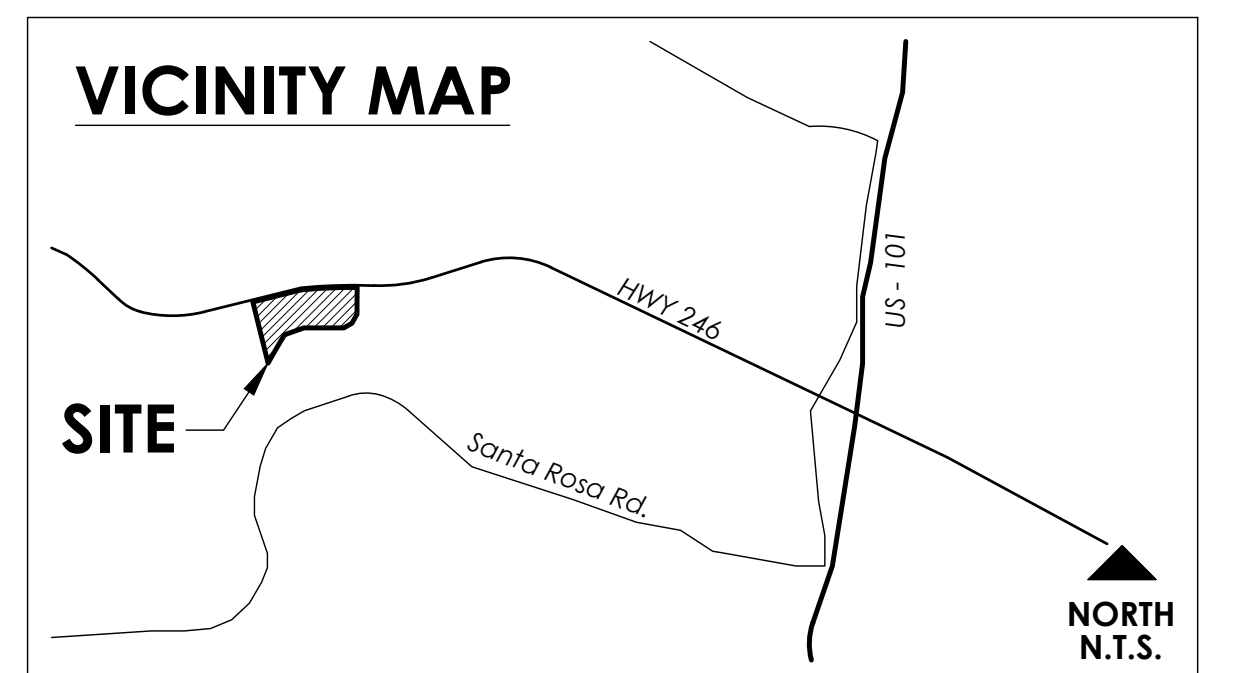 VICINITY MAP
US - 101
HWY 246
SITE
Santa Rosa Rd.
NORTH
N.T.S.